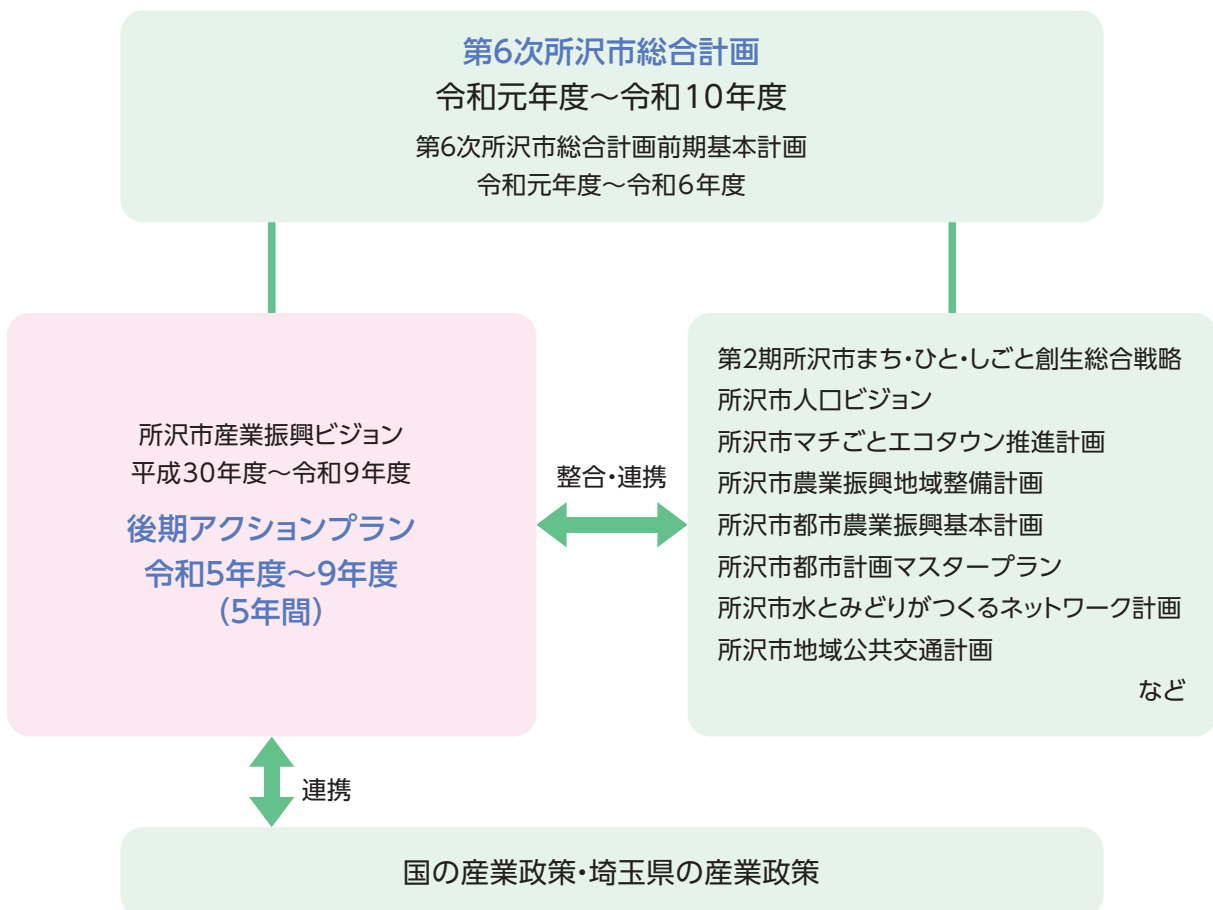 第6次所沢市総合計画
令和元年度～令和10年度
第6次所沢市総合計画前期基本計画
令和元年度～令和6年度
所沢市産業振興ビジョン
平成30年度～令和9年度
後期アクションプラン
令和5年度～9年度
(5年間)
整合・連携
第2期所沢市まち・ひと・しごと創生総合戦略
所沢市人口ビジョン
所沢市マチごとエコタウン推進計画
所沢市農業振興地域整備計画
所沢市都市農業振興基本計画
所沢市都市計画マスタープラン
所沢市水とみどりがつくるネットワーク計画
所沢市地域公共交通計画
など
連携
国の産業政策・埼玉県の産業政策